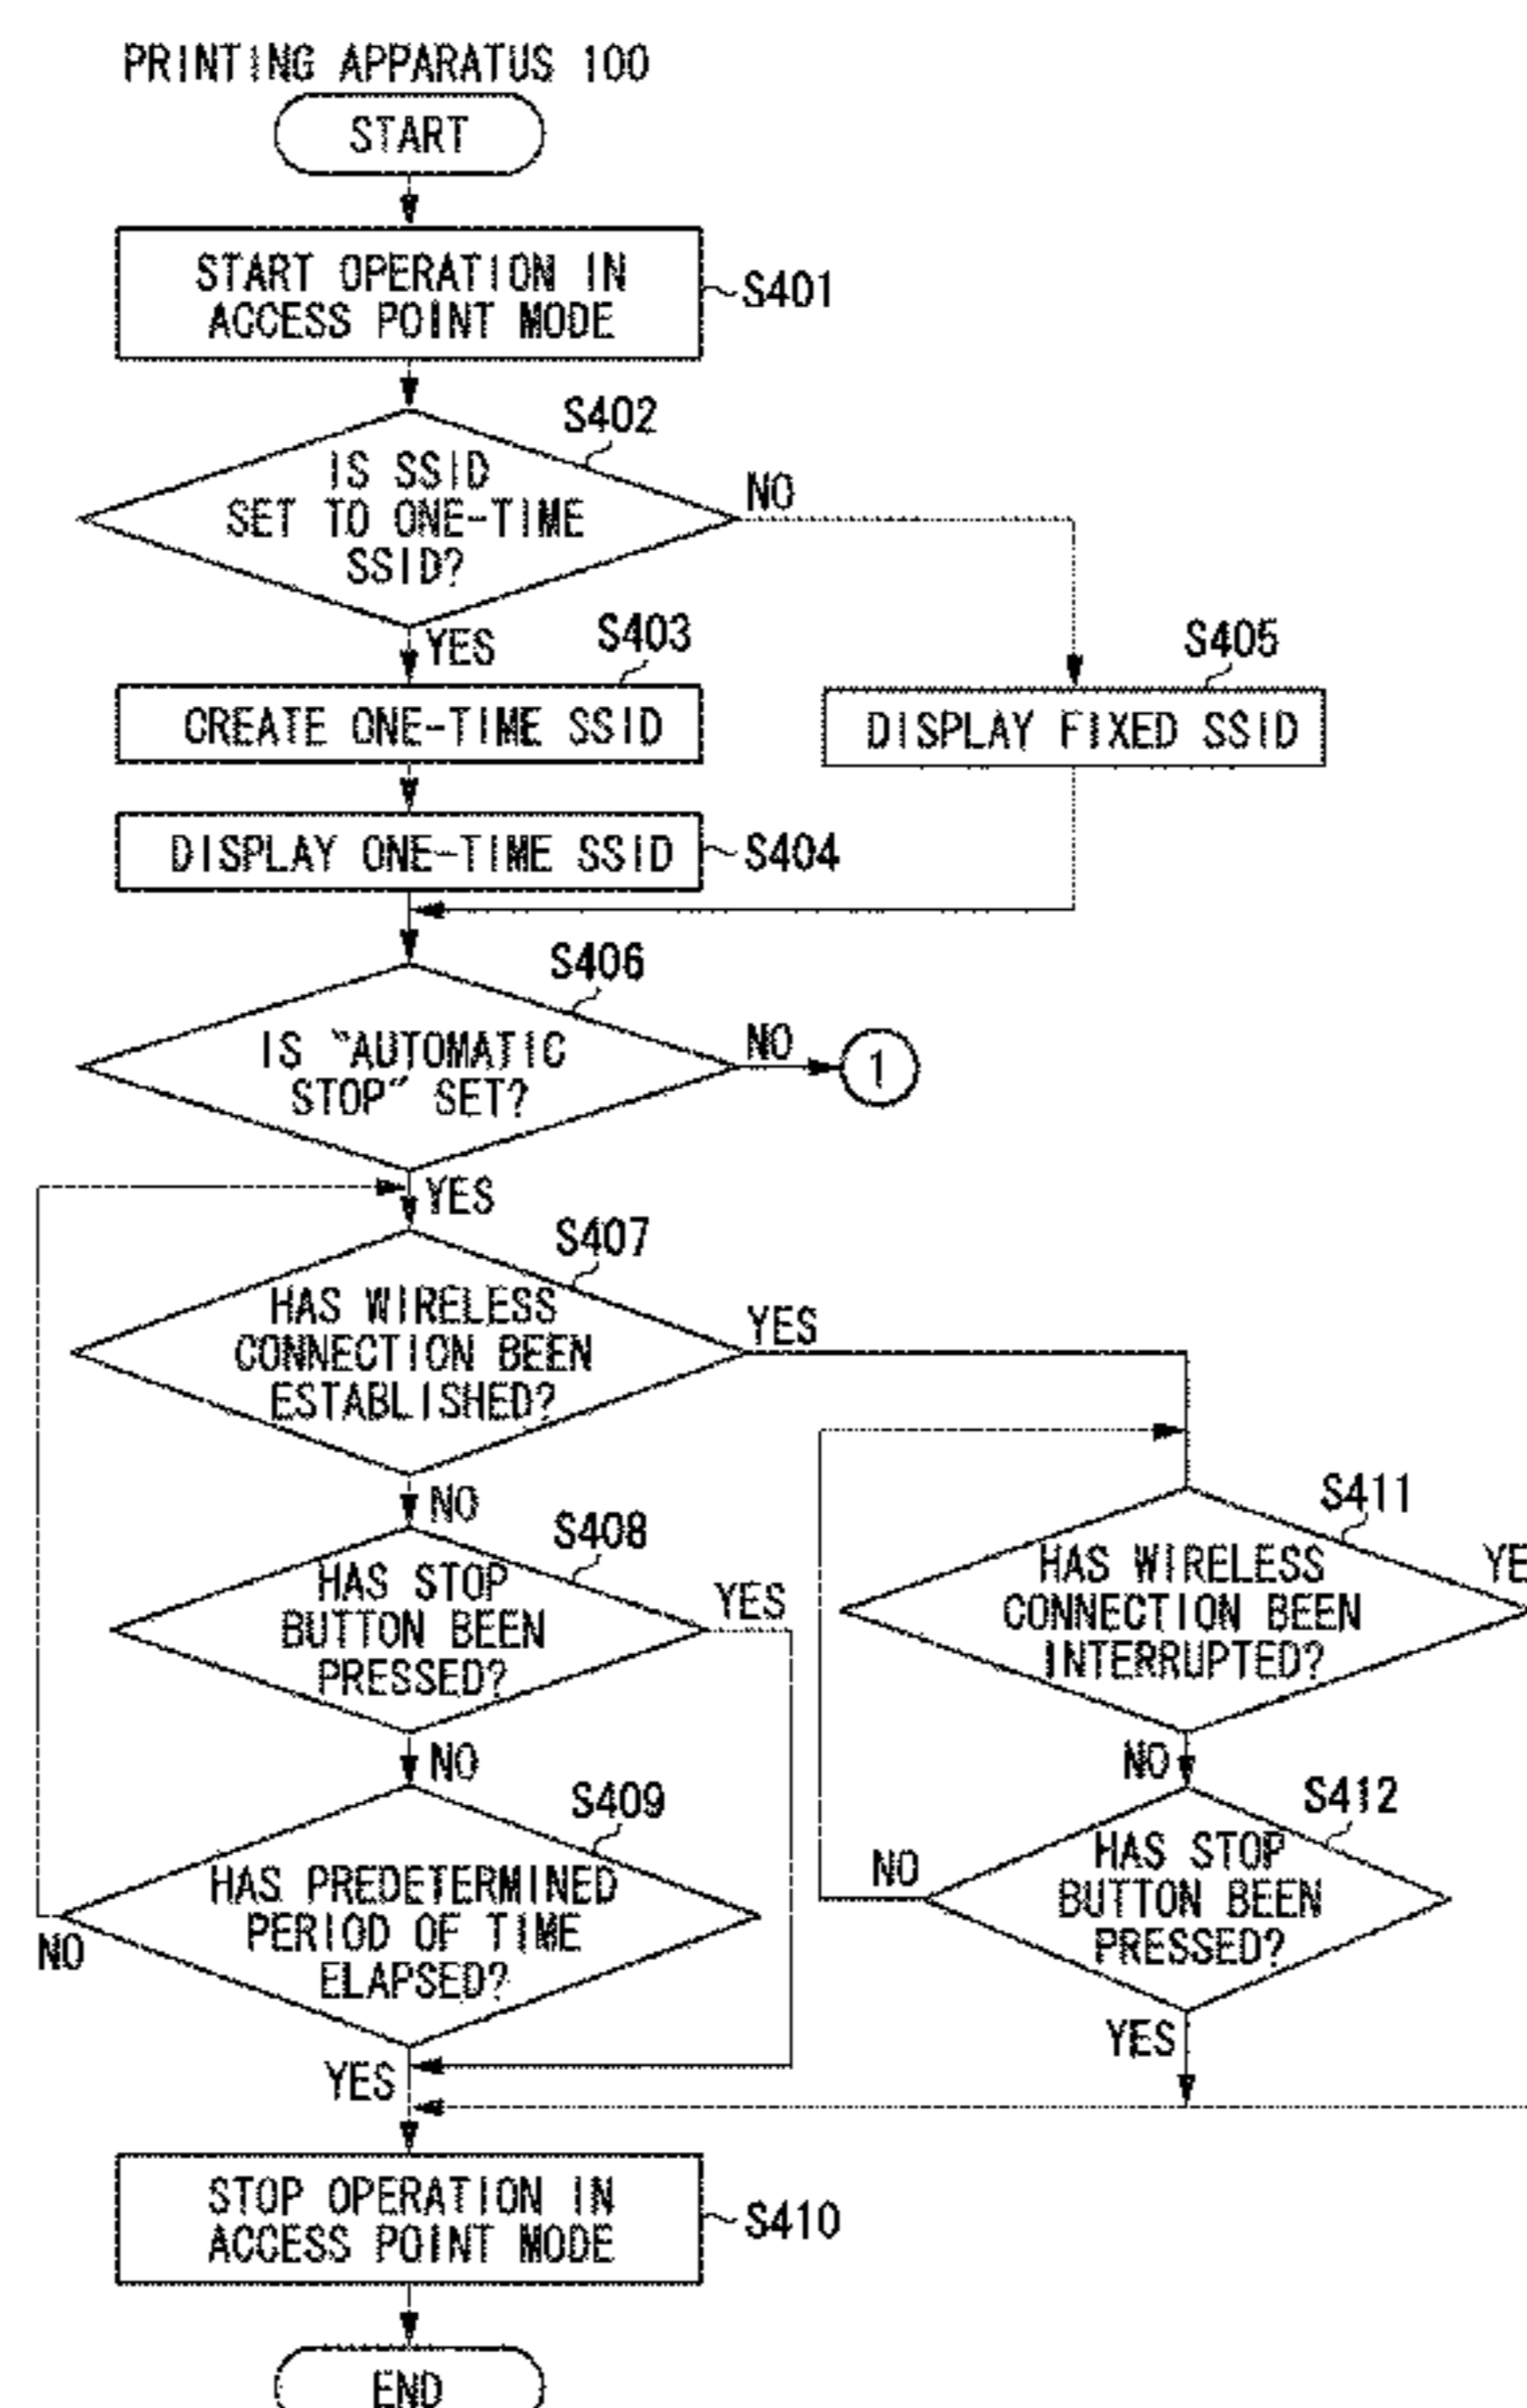 PRINTING APPARATUS 100
START
START OPERATION IN
ACCESS POINT MODE
S401
S402
IS SSID
SET TO ONE-TIME
SSID?
NO
YES
S403
S405
CREATE ONE-TIME SSID
DISPLAY FIXED SSID
DISPLAY ONE-TIME SSID
S404
S406
IS "AUTOMATIC
STOP" SET?
NO
1
YES
S407
HAS WIRELESS
CONNECTION BEEN
ESTABLISHED?
YES
NO
S408
HAS STOP
BUTTON BEEN
PRESSED?
YES
S411
HAS WIRELESS
CONNECTION BEEN
INTERRUPTED?
YE
NO
NO
S409
HAS PREDETERMINED
PERIOD OF TIME
ELAPSED?
NO
S412
HAS STOP
BUTTON BEEN
PRESSED?
NO
YES
YES
STOP OPERATION IN
ACCESS POINT MODE
S410
END